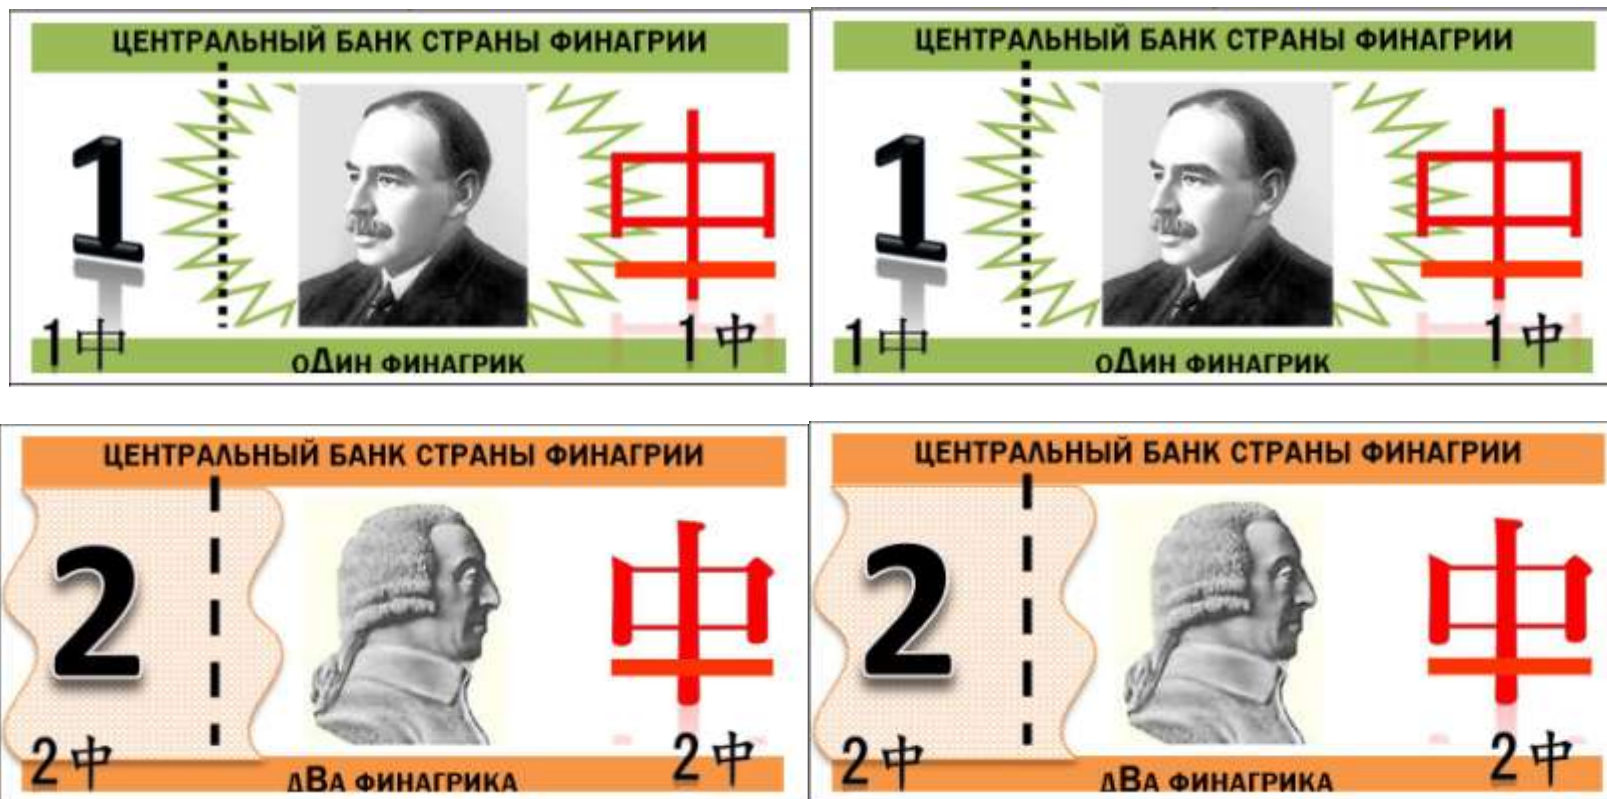 ЦЕНТРАЛЬНЫЙ БАНК СТРАНЫ ФИНАГРИИ
1 中
1中 1中
оДин финагрик
ЦЕНТРАЛЬНЫЙ БАНК СТРАНЫ ФИНАГРИИ
1 中
1中 1中
оДин финагрик
ЦЕНТРАЛЬНЫЙ БАНК СТРАНЫ ФИНАГРИИ
2 中
2中 2中
дВа финагрика
ЦЕНТРАЛЬНЫЙ БАНК СТРАНЫ ФИНАГРИИ
2 中
2中 2中
дВа финагрика